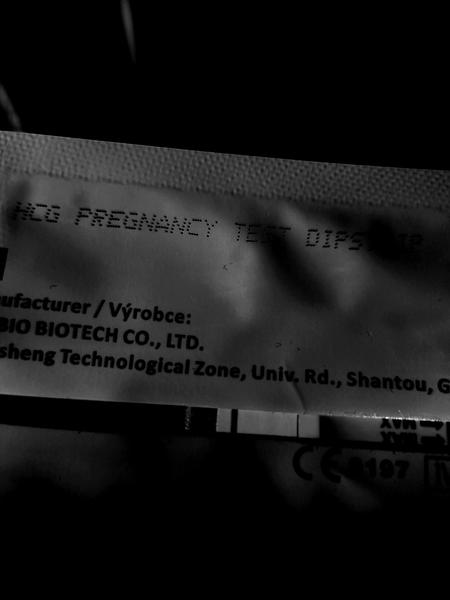 HCG PREGNANCY TEST DIPSTRIP
ufacturer / Výrobce:
BIO BIOTECH CO., LTD.
sheng Technological Zone, Univ. Rd., Shantou, G
MAX
MAX
CE 0197